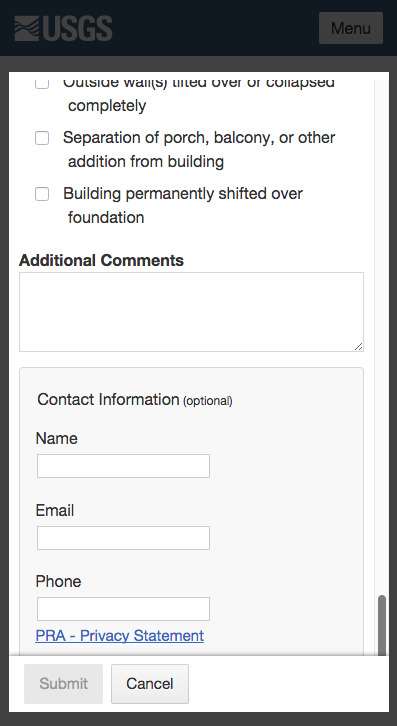 USGS
Menu
Outside wall(s) tilted over or collapsed
completely
Separation of porch, balcony, or other
addition from building
Building permanently shifted over
foundation
Additional Comments
Contact Information (optional)
Name
Email
Phone
PRA - Privacy Statement
Submit
Cancel